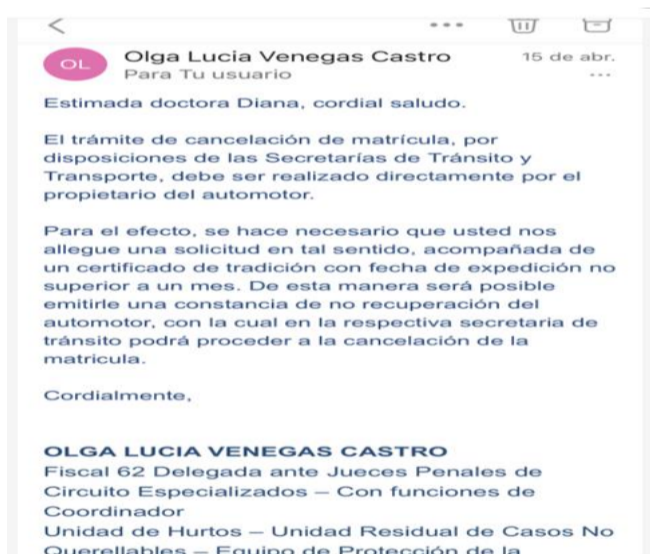 OL
Olga Lucia Venegas Castro
15 de abr.
Para Tu usuario
Estimada doctora Diana, cordial saludo.
El trámite de cancelación de matrícula, por
disposiciones de las Secretarías de Tránsito y
Transporte, debe ser realizado directamente por el
propietario del automotor.
Para el efecto, se hace necesario que usted nos
allegue una solicitud en tal sentido, acompañada de
un certificado de tradición con fecha de expedición no
superior a un mes. De esta manera será posible
emitirle una constancia de no recuperación del
automotor, con la cual en la respectiva secretaria de
tránsito podrá proceder a la cancelación de la
matricula.
Cordialmente,
OLGA LUCIA VENEGAS CASTRO
Fiscal 62 Delegada ante Jueces Penales de
Circuito Especializados – Con funciones de
Coordinador
Unidad de Hurtos – Unidad Residual de Casos No
Querellables – Equipo de Protección de la